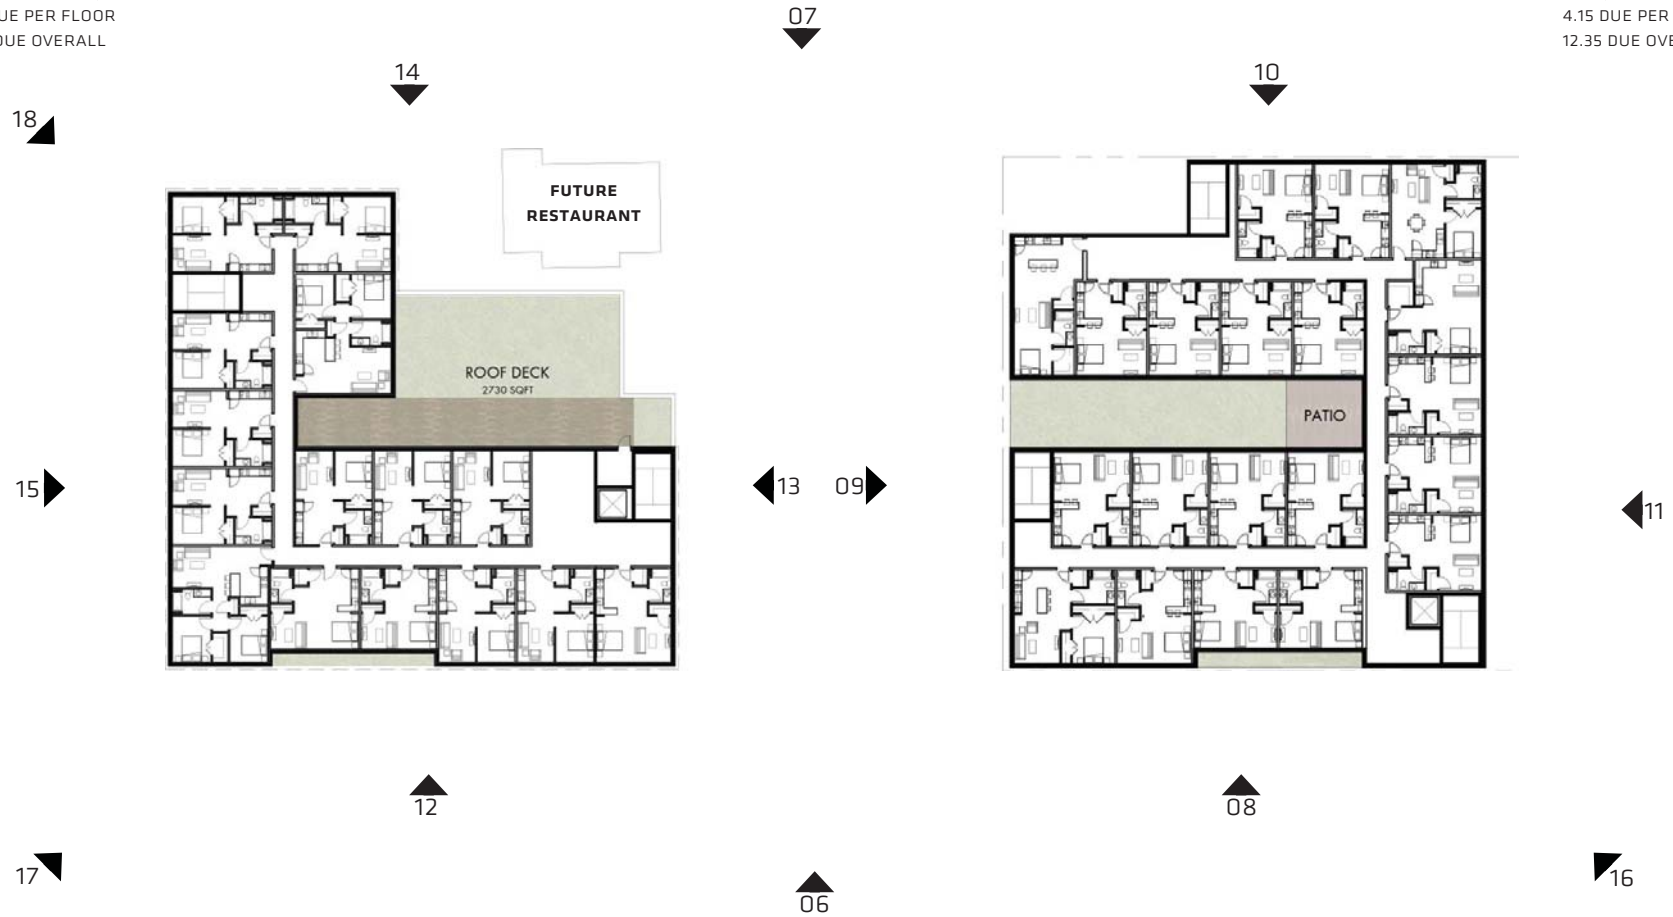 UE PER FLOOR
DUE OVERALL
07
4.15 DUE PER
12.35 DUE OVE
14
10
18
FUTURE
RESTAURANT
ROOF DECK
2730 SQFT
PATIO
15
13
09
11
12
08
17
16
06